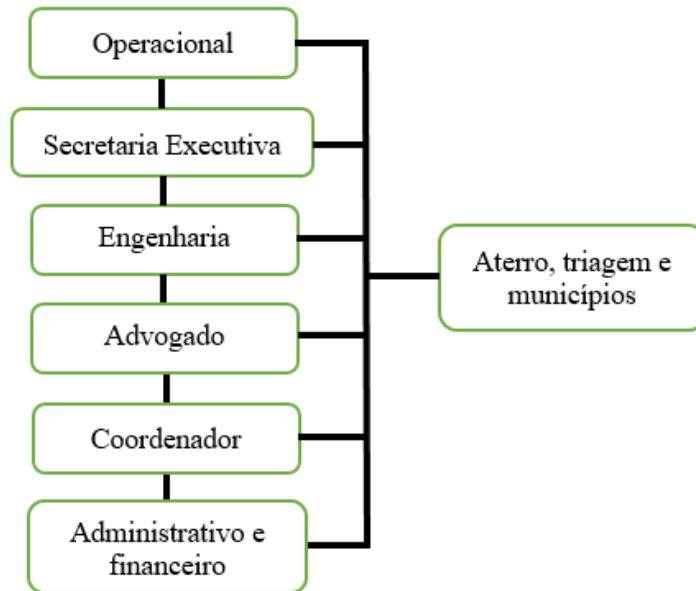 Operacional
Secretaria Executiva
Engenharia
Advogado
Coordenador
Administrativo e
financeiro
Aterro, triagem e
municípios